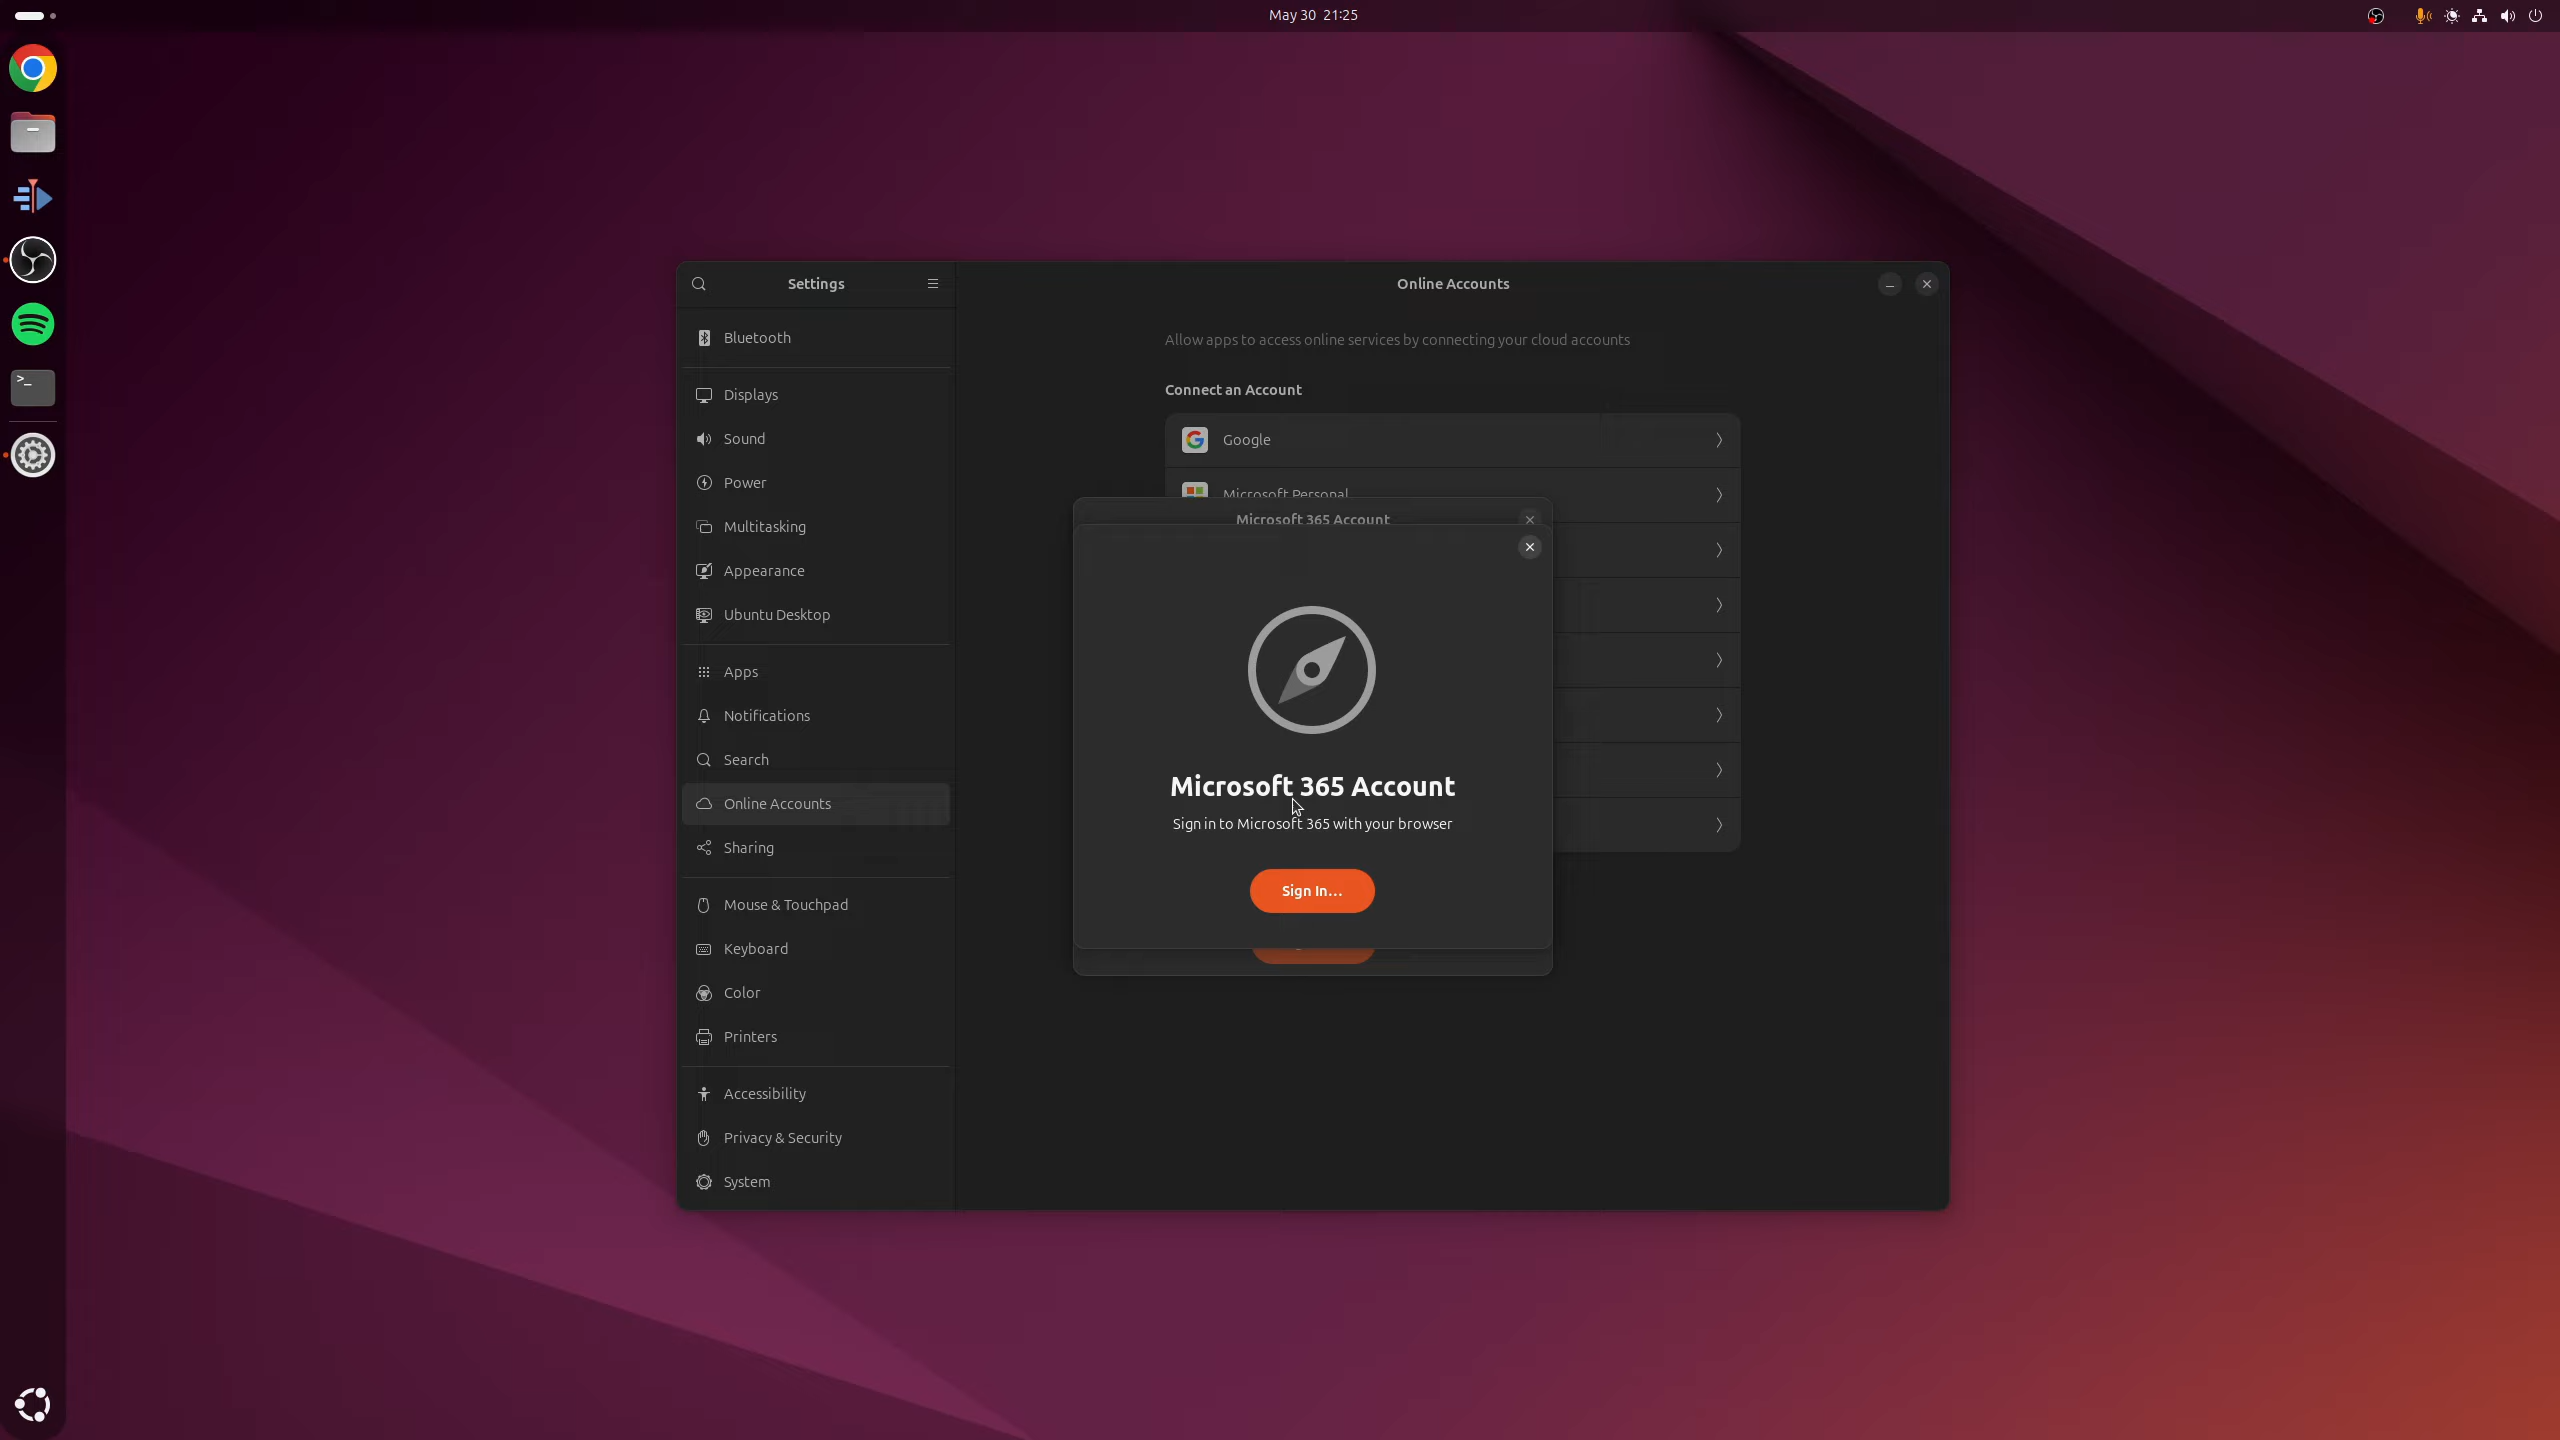 May 30 21:25
Settings
Online Accounts
Bluetooth
Displays
Sound
Power
Multitasking
Appearance
Ubuntu Desktop
Apps
Notifications
Search
Online Accounts
Sharing
Mouse & Touchpad
Keyboard
Color
Printers
Accessibility
Privacy & Security
System
Allow apps to access online services by connecting your cloud accounts
Connect an Account
Google
Microsoft Personal
Microsoft 365 Account
Microsoft 365 Account
Sign in to Microsoft 365 with your browser
Sign In...